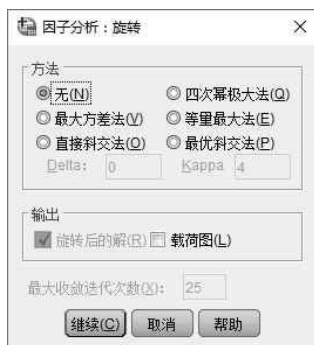 因子分析：旋转
方法
无(N) 四次幂极大法(Q)
最大方差法(V) 等量最大法(E)
直接斜交法(O) 最优斜交法(P)
Delta: 0 Kappa 4
输出
旋转后的解(R) 载荷图(L)
最大收敛迭代次数(X): 25
继续(C) 取消 帮助